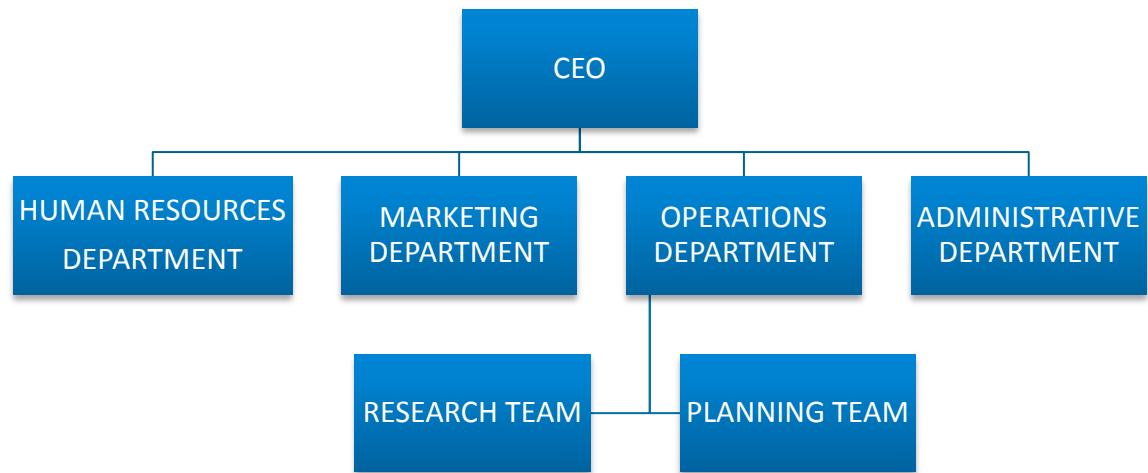 CEO
HUMAN RESOURCES
DEPARTMENT
MARKETING
DEPARTMENT
OPERATIONS
DEPARTMENT
ADMINISTRATIVE
DEPARTMENT
RESEARCH TEAM
PLANNING TEAM